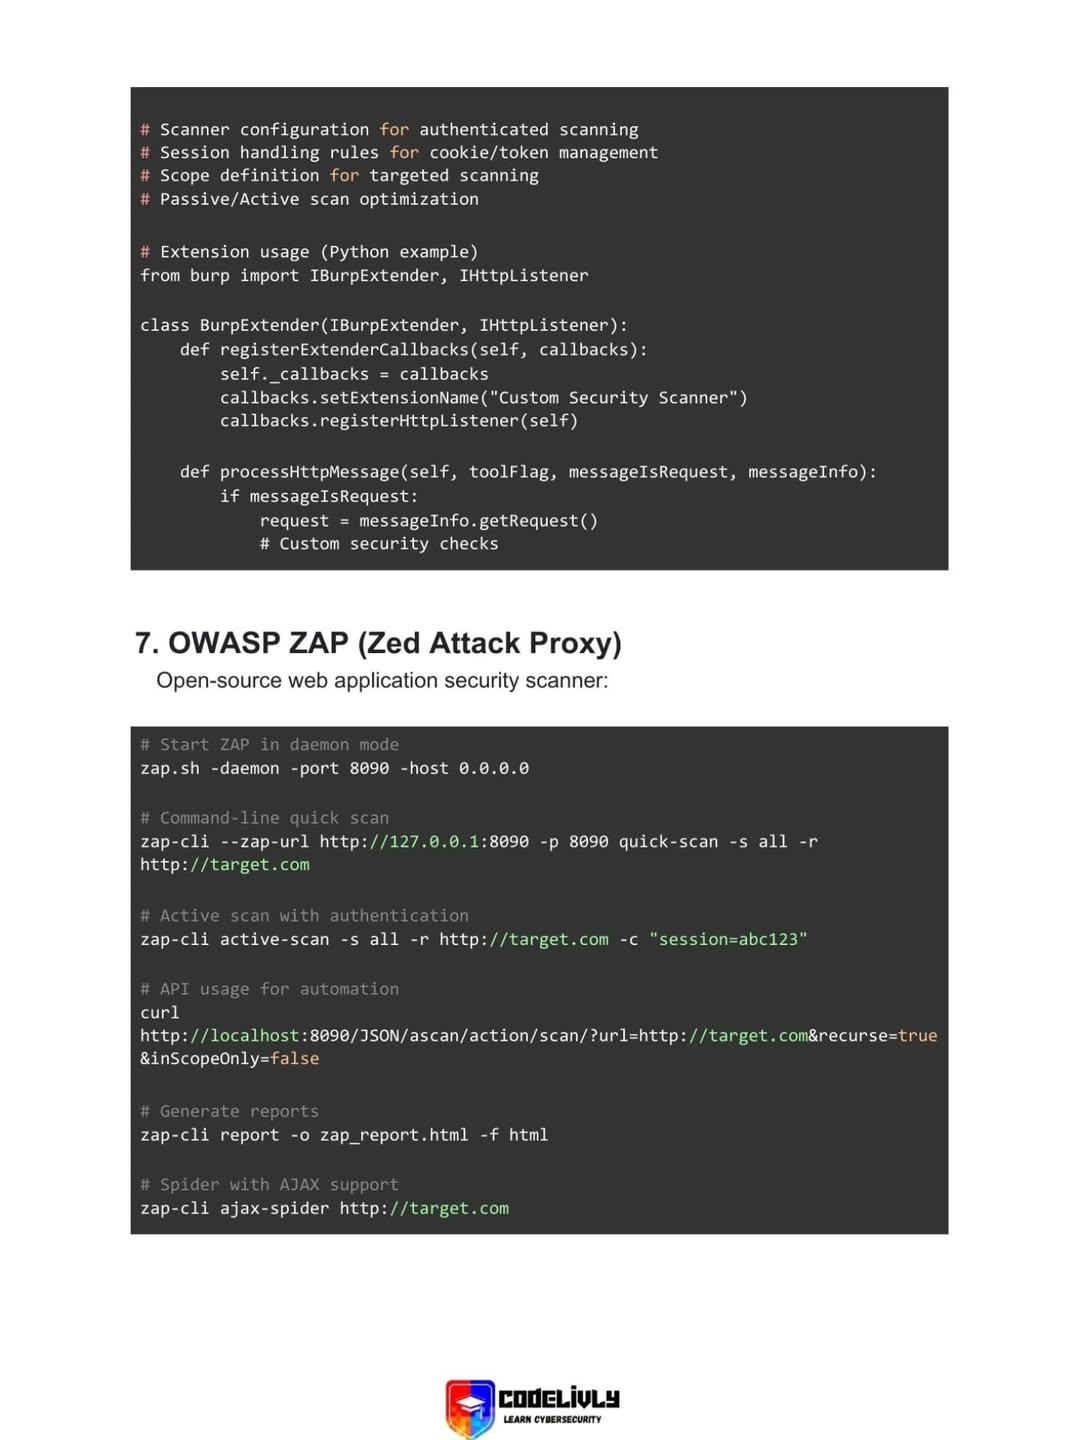 # Scanner configuration for authenticated scanning
# Session handling rules for cookie/token management
# Scope definition for targeted scanning
# Passive/Active scan optimization
# Extension usage (Python example)
from burp import IBurpExtender, IHttpListener
class BurpExtender(IBurpExtender, IHttpListener):
    def registerExtenderCallbacks(self, callbacks):
        self._callbacks = callbacks
        callbacks.setExtensionName("Custom Security Scanner")
        callbacks.registerHttpListener(self)
    def processHttpMessage(self, toolFlag, messageIsRequest, messageInfo):
        if messageIsRequest:
            request = messageInfo.getRequest()
            # Custom security checks
7. OWASP ZAP (Zed Attack Proxy)
Open-source web application security scanner:
# Start ZAP in daemon mode
zap.sh -daemon -port 8090 -host 0.0.0.0
# Command-line quick scan
zap-cli --zap-url http://127.0.0.1:8090 -p 8090 quick-scan -s all -r
http://target.com
# Active scan with authentication
zap-cli active-scan -s all -r http://target.com -c "session=abc123"
# API usage for automation
curl
http://localhost:8090/JSON/ascan/action/scan/?url=http://target.com&recurse=true
&inScopeOnly=false
# Generate reports
zap-cli report -o zap_report.html -f html
# Spider with AJAX support
zap-cli ajax-spider http://target.com
CODELIVLY
LEARN CYBERSECURITY